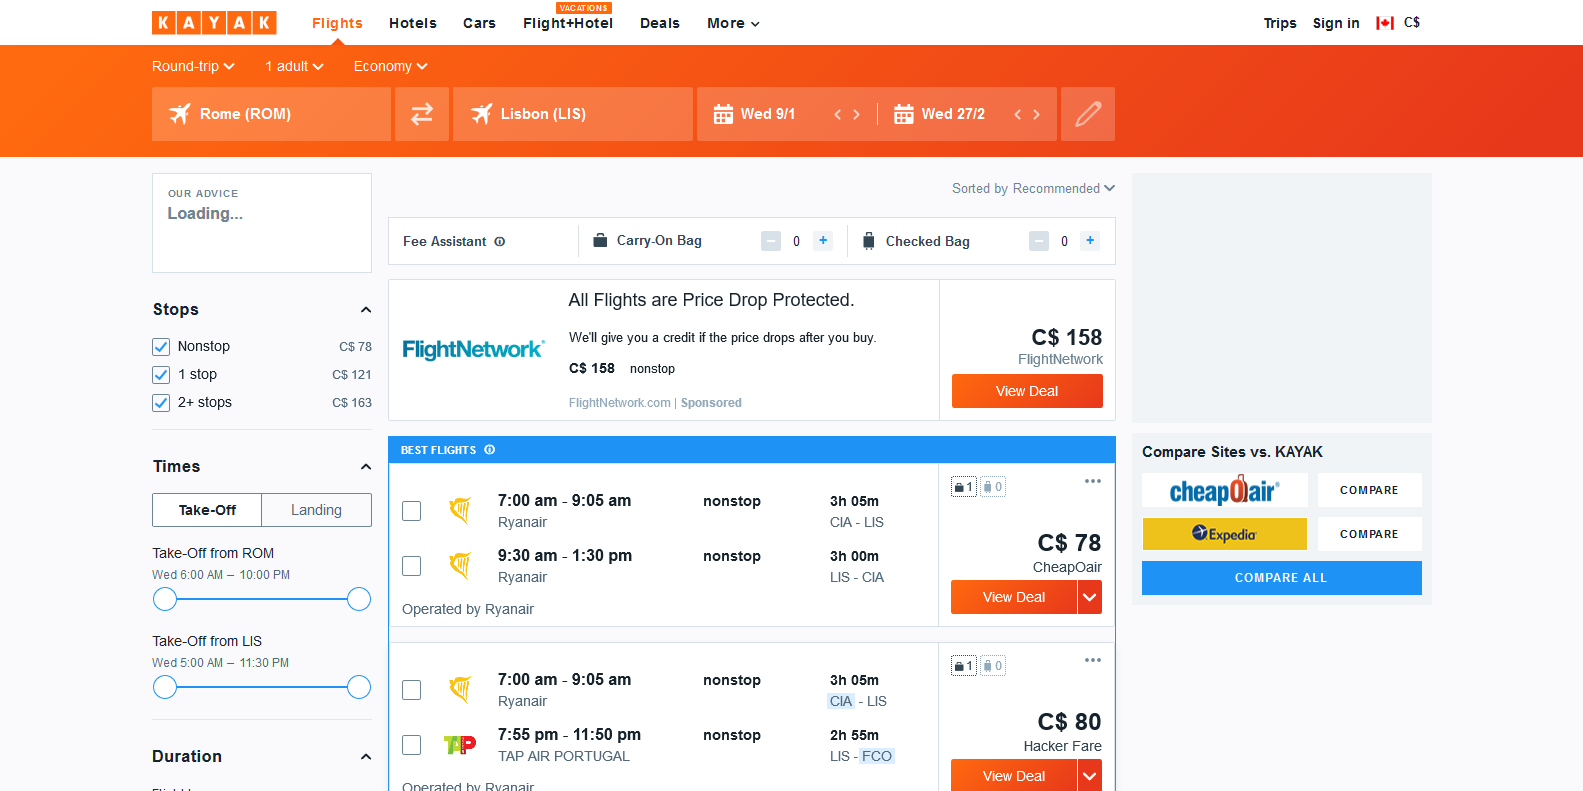 KAYAK
Flights
Hotels
Cars
VACATIONS
Flight+Hotel
Deals
More
Trips
Sign in
C$
Round-trip
1 adult
Economy
Rome (ROM)
Lisbon (LIS)
Wed 9/1
Wed 27/2
OUR ADVICE
Loading...
Sorted by Recommended
Fee Assistant
Carry-On Bag
– 0 +
Checked Bag
– 0 +
Stops
Nonstop C$ 78
1 stop C$ 121
2+ stops C$ 163
Times
Take-Off Landing
Take-Off from ROM
Wed 6:00 AM – 10:00 PM
Take-Off from LIS
Wed 5:00 AM – 11:30 PM
Duration
FlightNetwork
All Flights are Price Drop Protected.
We'll give you a credit if the price drops after you buy.
C$ 158 nonstop
FlightNetwork.com | Sponsored
C$ 158
FlightNetwork
View Deal
BEST FLIGHTS
7:00 am - 9:05 am nonstop 3h 05m
Ryanair CIA - LIS
9:30 am - 1:30 pm nonstop 3h 00m
Ryanair LIS - CIA
Operated by Ryanair
1 0
C$ 78
CheapOair
View Deal
7:00 am - 9:05 am nonstop 3h 05m
Ryanair CIA - LIS
TAP
7:55 pm - 11:50 pm nonstop 2h 55m
TAP AIR PORTUGAL LIS - FCO
Operated by Ryanair
1 0
C$ 80
Hacker Fare
View Deal
Compare Sites vs. KAYAK
cheapOair COMPARE
Expedia COMPARE
COMPARE ALL